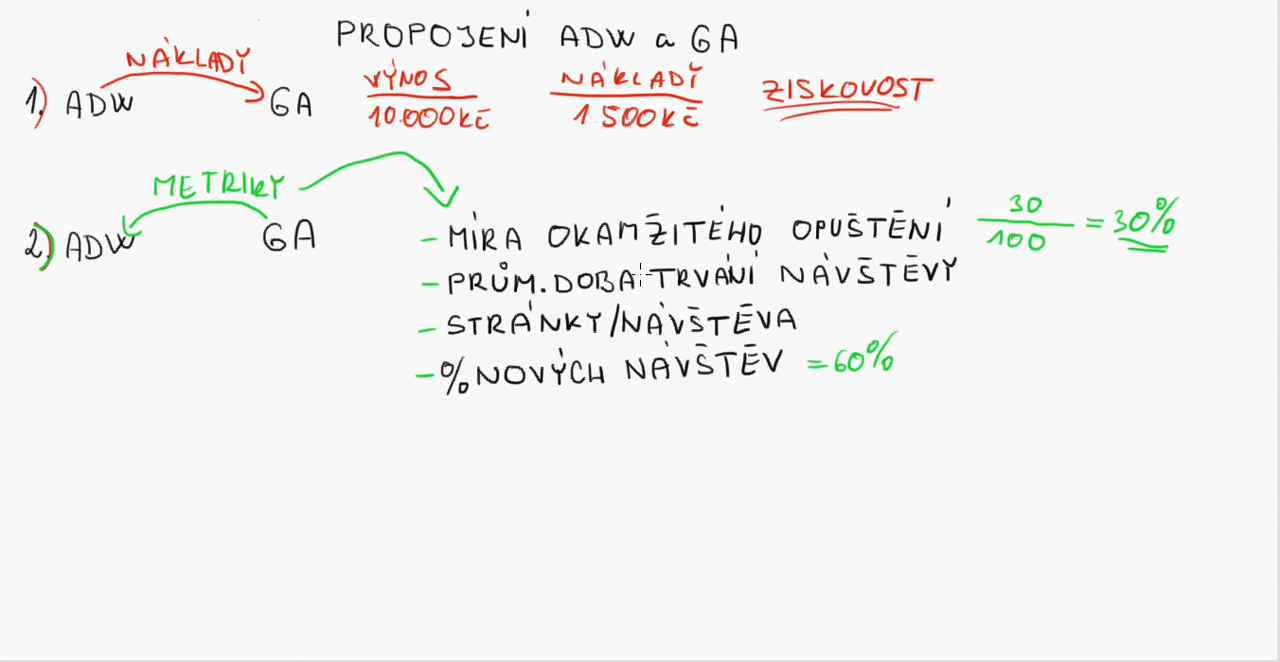 PROPOJENÍ ADW a GA
NÁKLADY
1) ADW GA
VÝNOS NÁKLADY ZISKOVOST
10.000KČ 1.500KČ
METRIKY
2) ADW GA
- MÍRA OKAMŽITÉHO OPUŠTĚNÍ 30/100 = 30%
- PRŮM. DOBA TRVÁNÍ NÁVŠTĚVY
- STRÁNKY/NÁVŠTĚVA
- % NOVÝCH NÁVŠTĚV = 60%